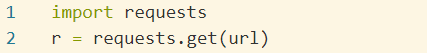 1 import requests
2 r = requests.get(url)